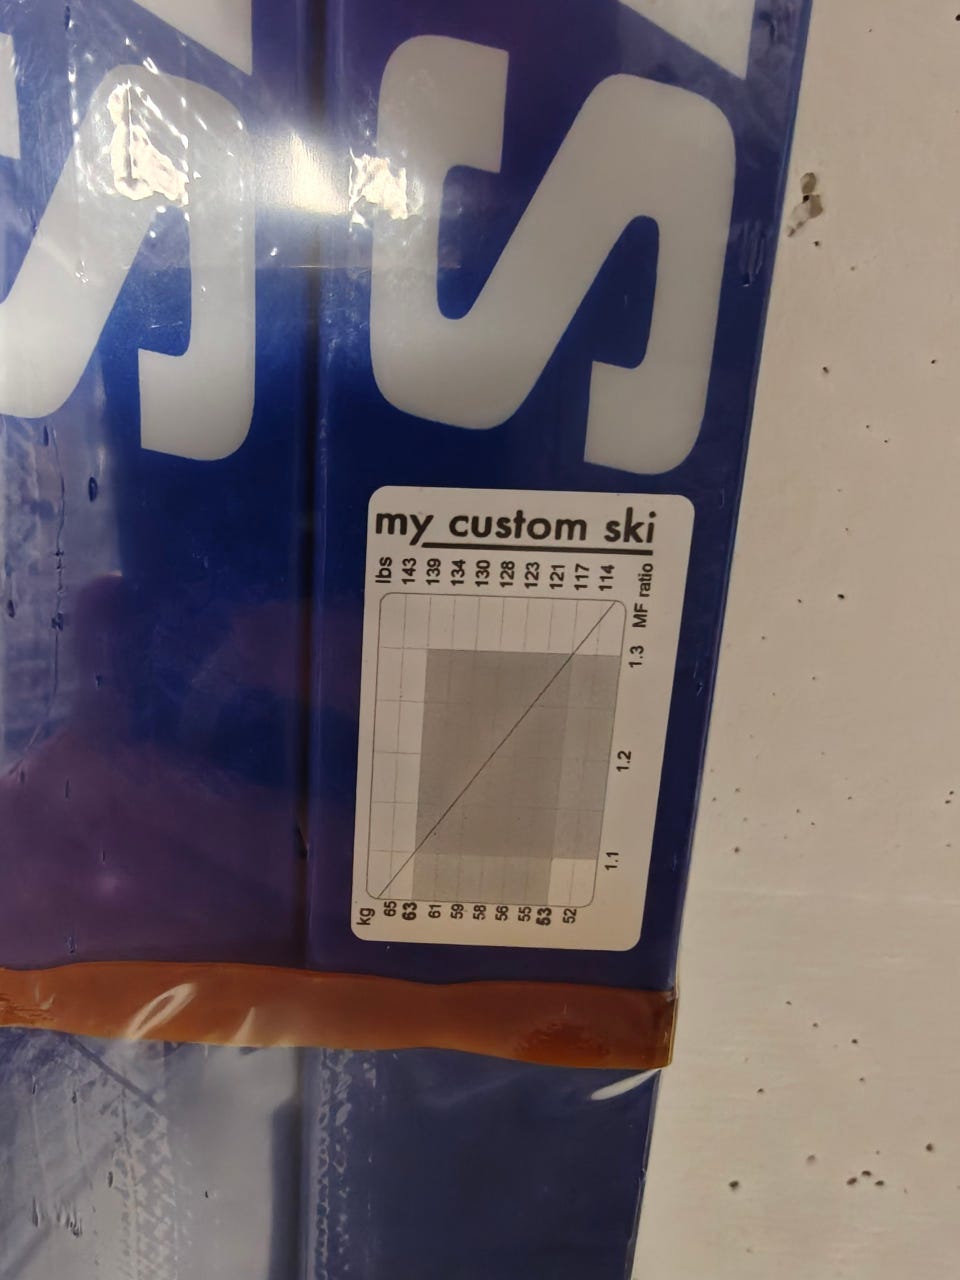 S S
my custom ski
lbs 143 139 134 130 128 123 121 117 114
MF ratio
1.3
1.2
1.1
kg 65 63 61 59 58 56 55 53 52